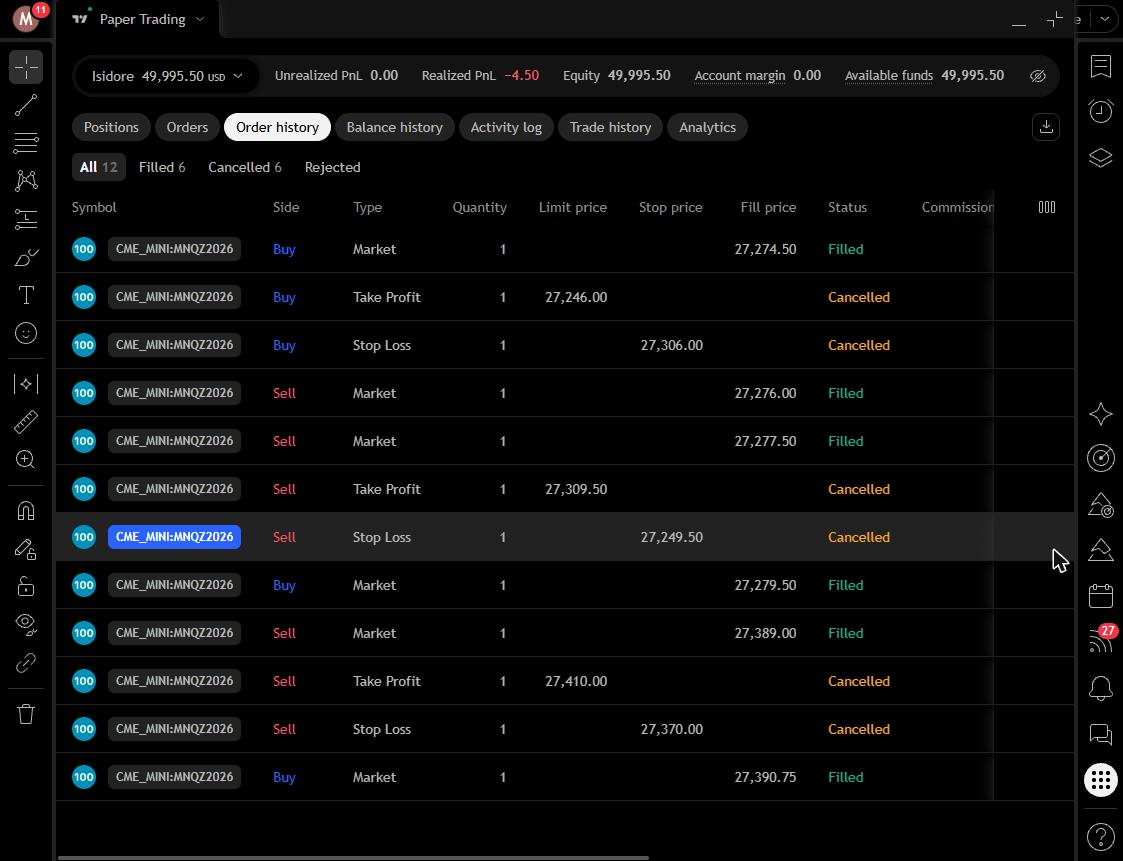 M 11 Paper Trading e
Isidore 49,995.50 USD Unrealized PnL 0.00 Realized PnL −4.50 Equity 49,995.50 Account margin 0.00 Available funds 49,995.50
Positions Orders Order history Balance history Activity log Trade history Analytics
All 12 Filled 6 Cancelled 6 Rejected
Symbol Side Type Quantity Limit price Stop price Fill price Status Commission
100 CME_MINI:MNQZ2026 Buy Market 1 27,274.50 Filled
100 CME_MINI:MNQZ2026 Buy Take Profit 1 27,246.00 Cancelled
100 CME_MINI:MNQZ2026 Buy Stop Loss 1 27,306.00 Cancelled
100 CME_MINI:MNQZ2026 Sell Market 1 27,276.00 Filled
100 CME_MINI:MNQZ2026 Sell Market 1 27,277.50 Filled
100 CME_MINI:MNQZ2026 Sell Take Profit 1 27,309.50 Cancelled
100 CME_MINI:MNQZ2026 Sell Stop Loss 1 27,249.50 Cancelled
100 CME_MINI:MNQZ2026 Buy Market 1 27,279.50 Filled
100 CME_MINI:MNQZ2026 Sell Market 1 27,389.00 Filled
27
100 CME_MINI:MNQZ2026 Sell Take Profit 1 27,410.00 Cancelled
100 CME_MINI:MNQZ2026 Sell Stop Loss 1 27,370.00 Cancelled
100 CME_MINI:MNQZ2026 Buy Market 1 27,390.75 Filled